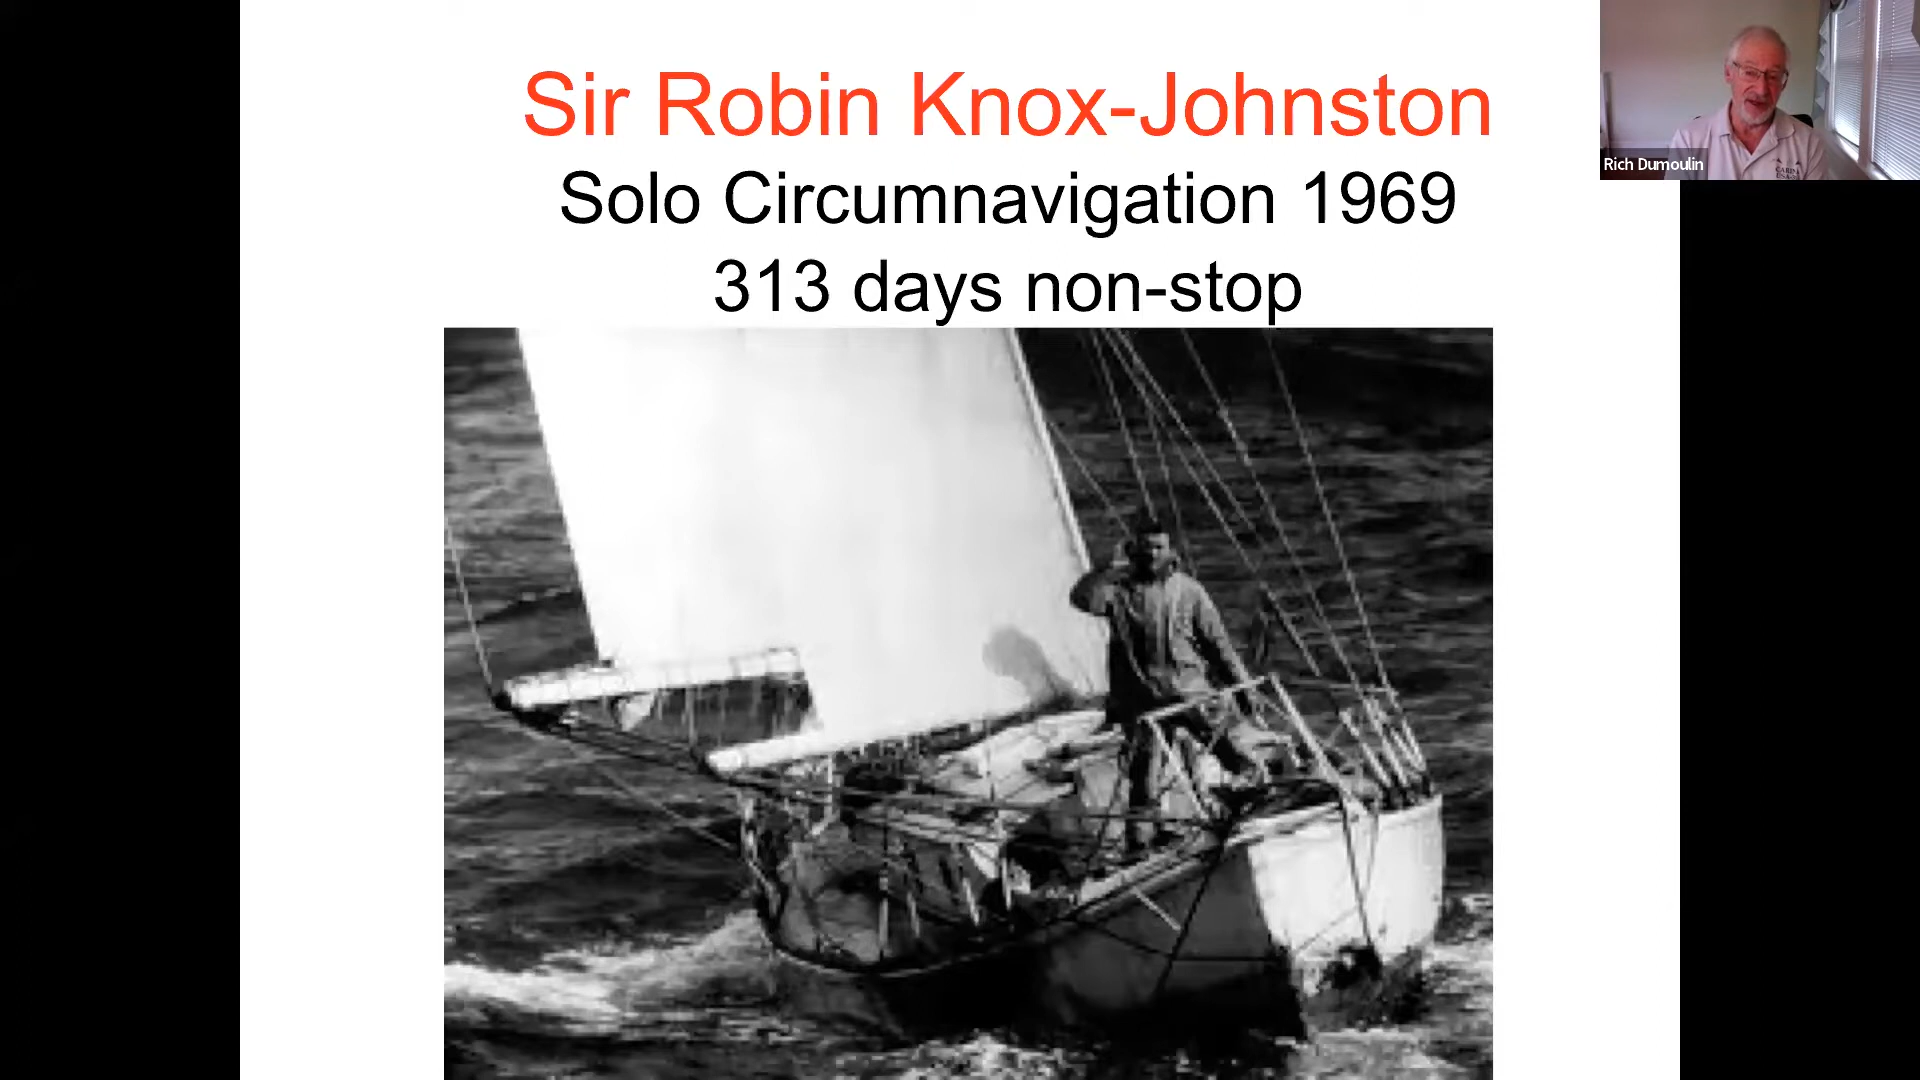 Sir Robin Knox-Johnston
Solo Circumnavigation 1969
313 days non-stop
Rich Dumoulin